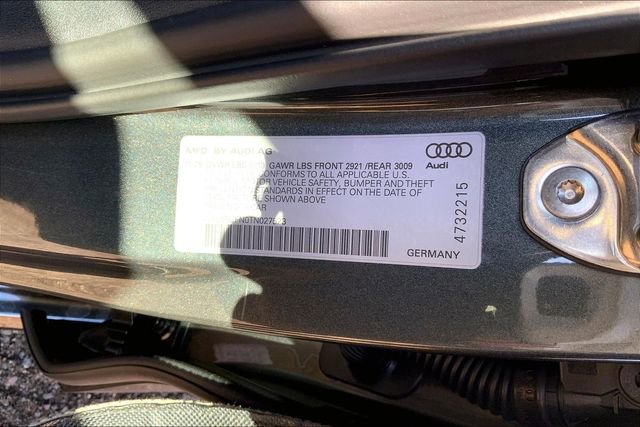 MFD. BY AUDI AG
GAWR LBS FRONT 2921 /REAR 3009
CONFORMS TO ALL APPLICABLE U.S.
FOR VEHICLE SAFETY, BUMPER AND THEFT
STANDARDS IN EFFECT ON THE DATE OF
SHOWN ABOVE
GERMANY
Audi
4732215